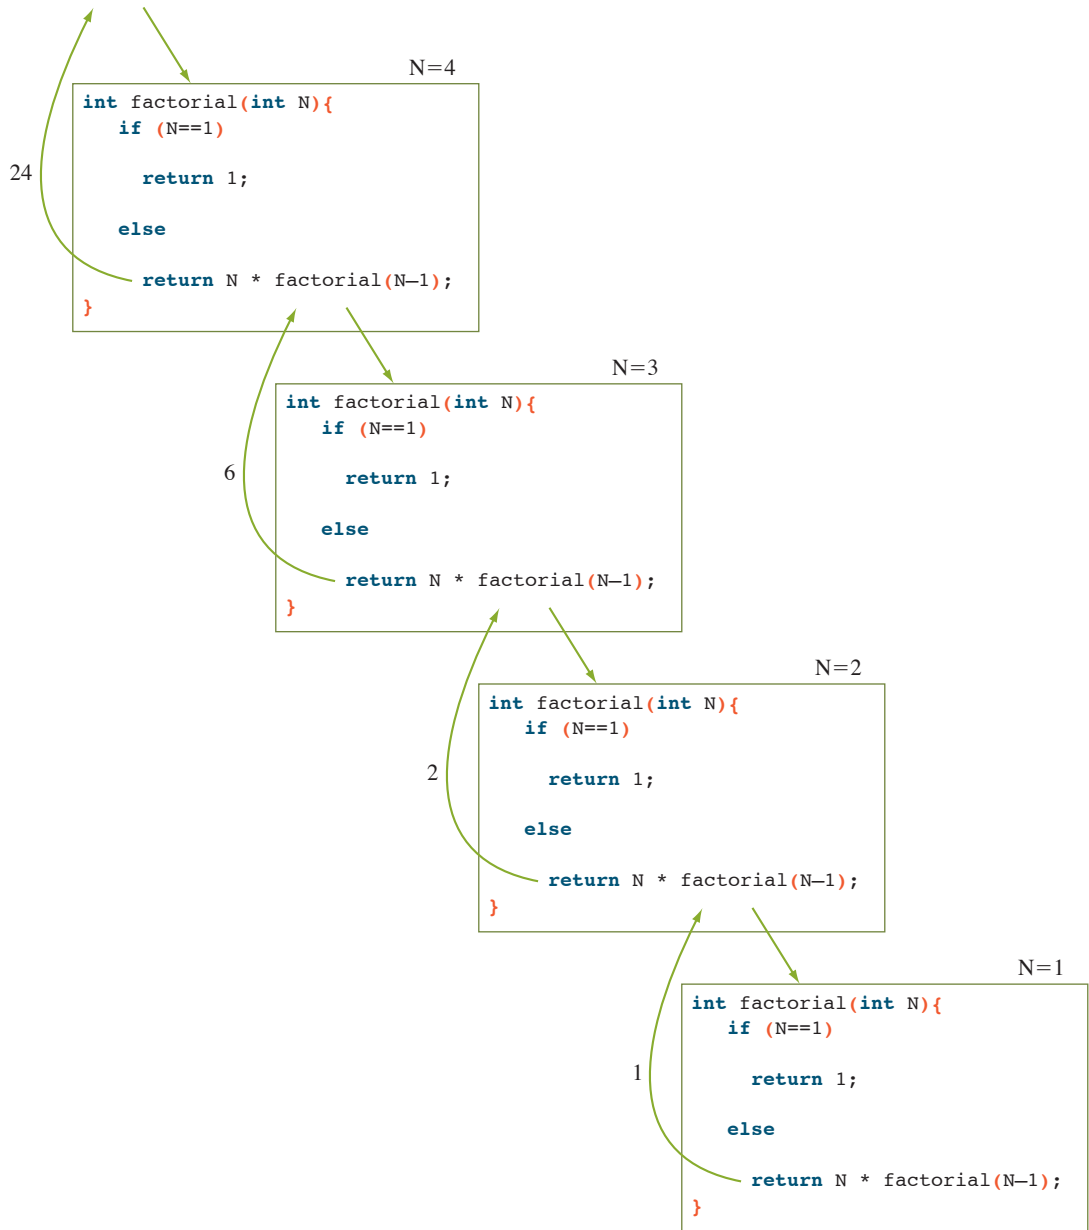 N=4
int factorial(int N){
if (N==1)
return 1;
24
else
return N * factorial(N–1);
}
N=3
int factorial(int N){
if (N==1)
return 1;
6
else
return N * factorial(N–1);
}
N=2
int factorial(int N){
if (N==1)
return 1;
2
else
return N * factorial(N–1);
}
N=1
int factorial(int N){
if (N==1)
return 1;
1
else
return N * factorial(N–1);
}